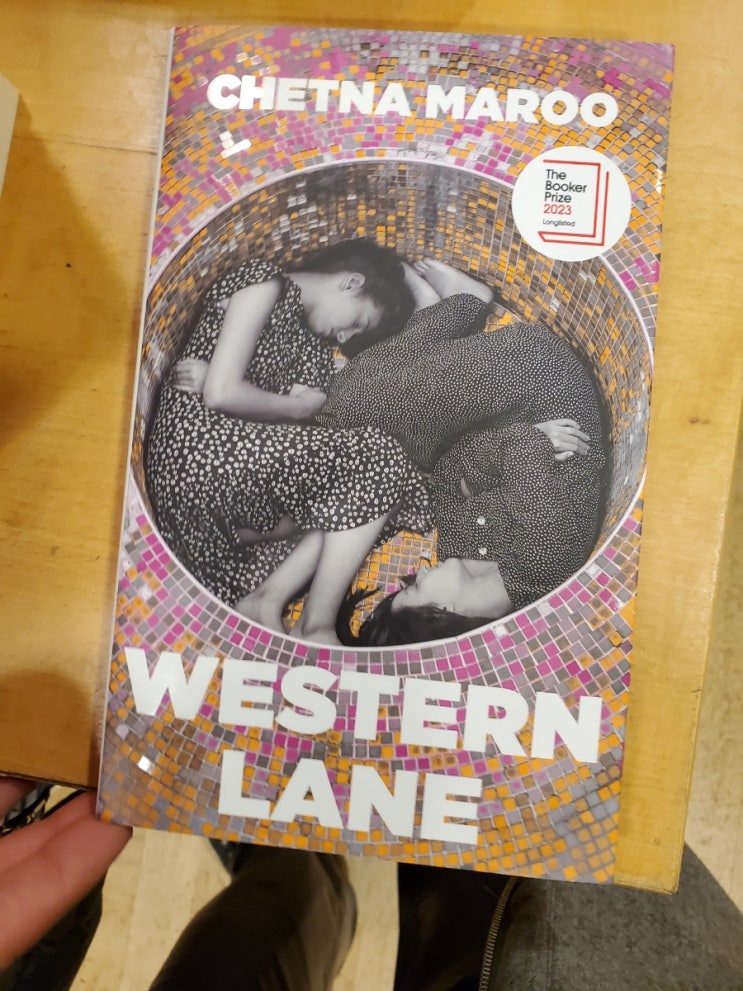 CHETNA MAROO
The
Booker
Prize
2023
Longlisted
WESTERN
LANE